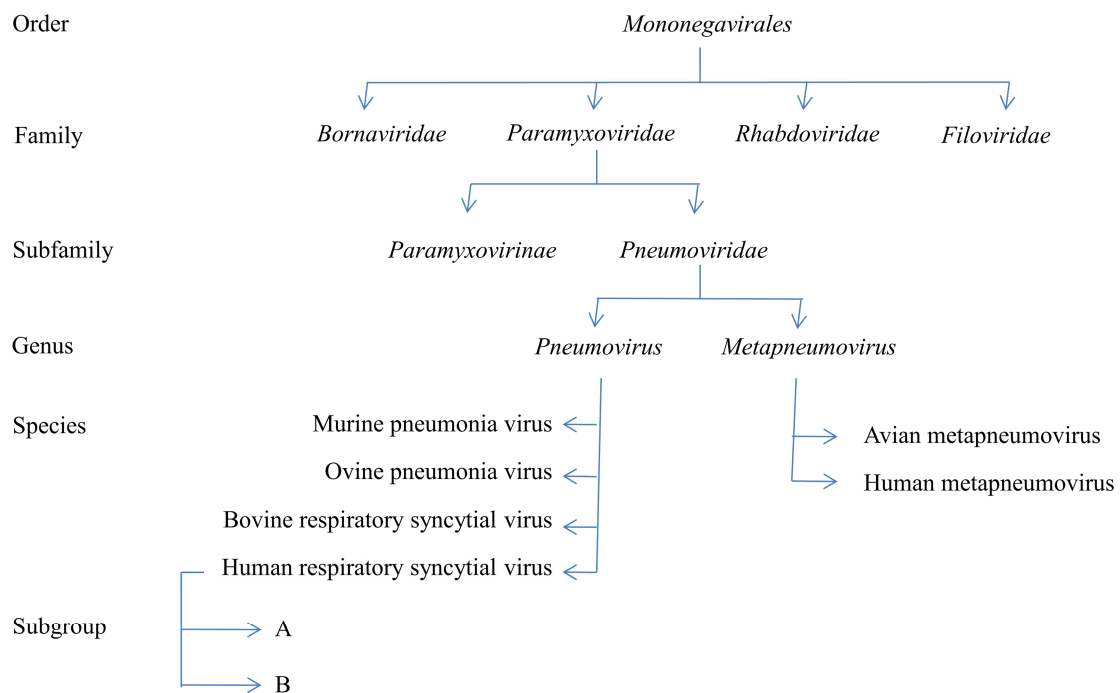 Order Mononegavirales
Family Bornaviridae Paramyxoviridae Rhabdoviridae Filoviridae
Subfamily Paramyxovirinae Pneumoviridae
Genus Pneumovirus Metapneumovirus
Species Murine pneumonia virus Avian metapneumovirus
Ovine pneumonia virus Human metapneumovirus
Bovine respiratory syncytial virus
Human respiratory syncytial virus
Subgroup A
B